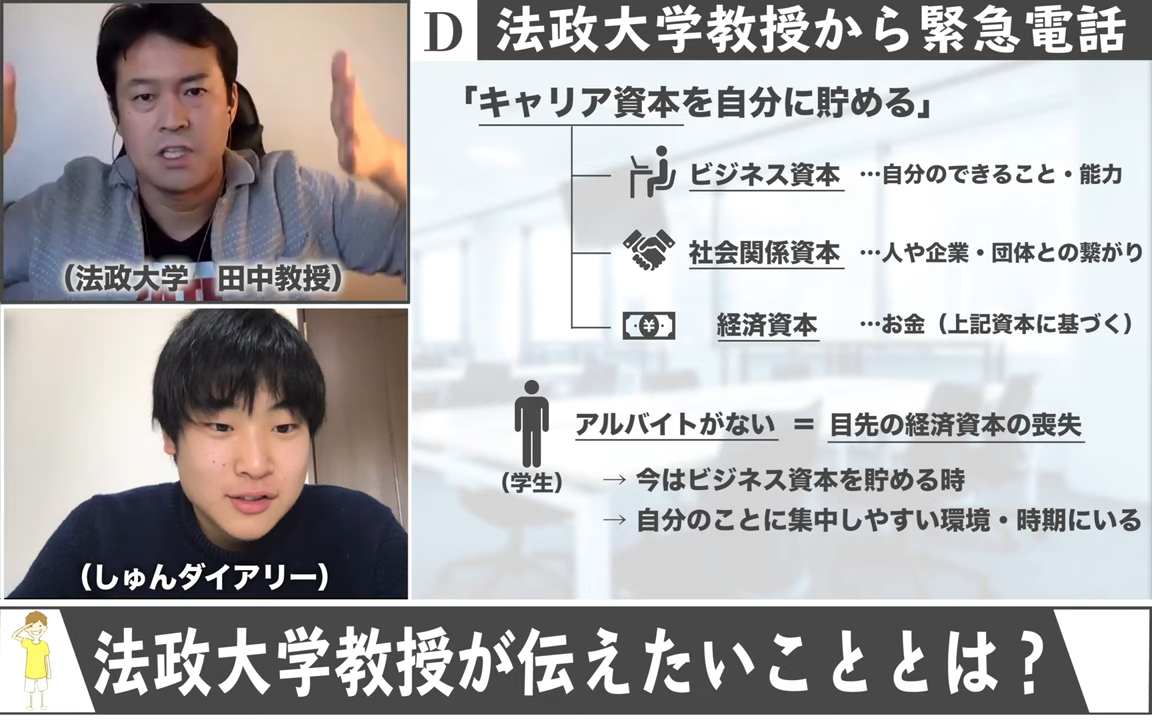 D
法政大学教授から緊急電話
「キャリア資本を自分に貯める」
ビジネス資本 …自分のできること・能力
社会関係資本 …人や企業・団体との繋がり
経済資本 …お金（上記資本に基づく）
アルバイトがない ＝ 目先の経済資本の喪失
（学生）
→ 今はビジネス資本を貯める時
→ 自分のことに集中しやすい環境・時期にいる
（法政大学　田中教授）
（しゅんダイアリー）
法政大学教授が伝えたいこととは？